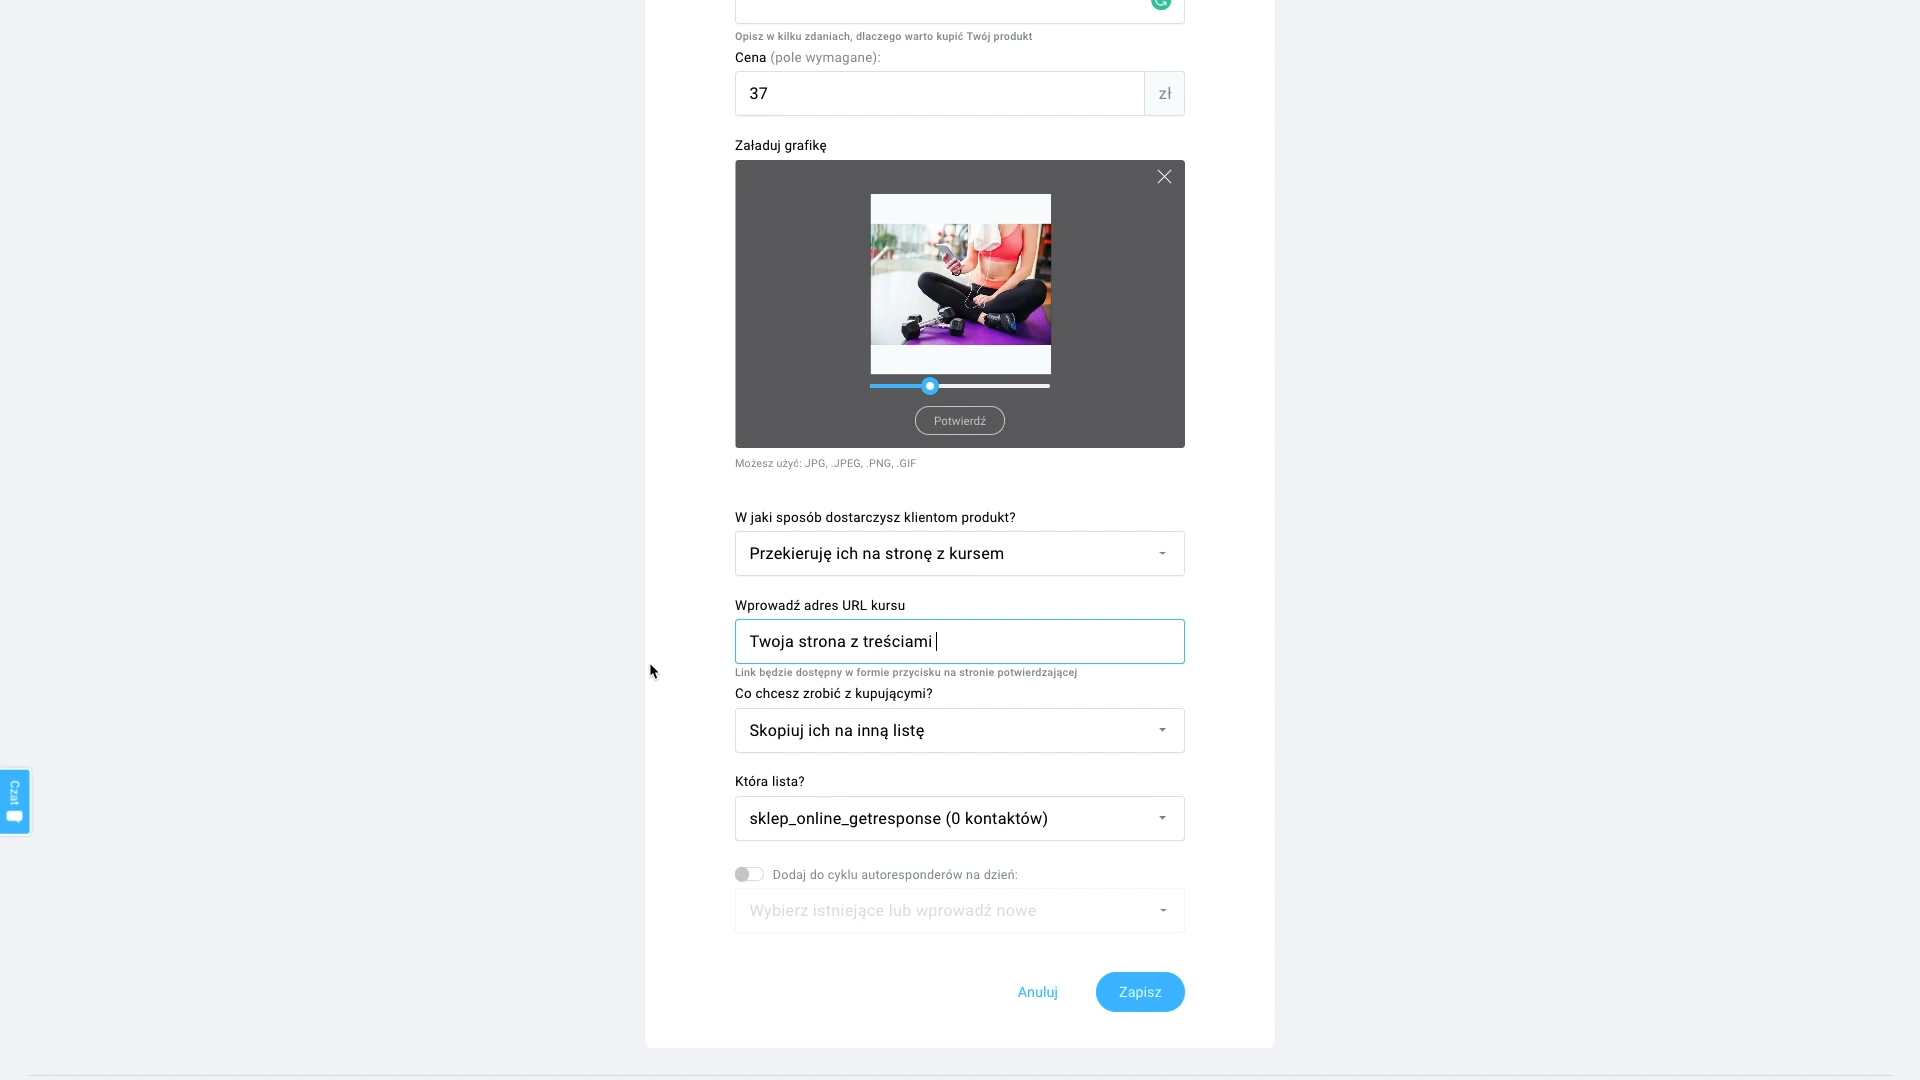 Opisz w kilku zdaniach, dlaczego warto kupić Twój produkt
Cena (pole wymagane):
37
zł
Załaduj grafikę
Potwierdź
Możesz użyć: JPG, .JPEG, .PNG, .GIF
W jaki sposób dostarczysz klientom produkt?
Przekieruję ich na stronę z kursem
Wprowadź adres URL kursu
Twoja strona z treściami
Link będzie dostępny w formie przycisku na stronie potwierdzającej
Co chcesz zrobić z kupującymi?
Skopiuj ich na inną listę
Która lista?
sklep_online_getresponse (0 kontaktów)
Czat
Dodaj do cyklu autoresponderów na dzień:
Wybierz istniejące lub wprowadź nowe
Anuluj
Zapisz